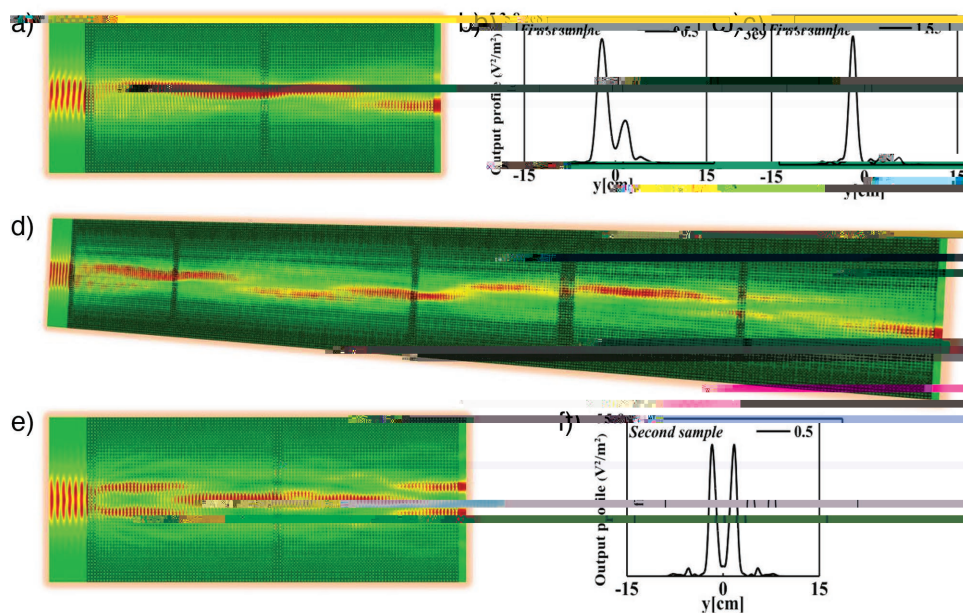 a)
b)
First sample
0.5
Output profile (V²/m²)
-15 0 15
y[cm]
First sample
1.5
-15 0 15
y[cm]
d)
e)
f)
Second sample
0.5
Output profile (V²/m²)
-15 0 15
y[cm]